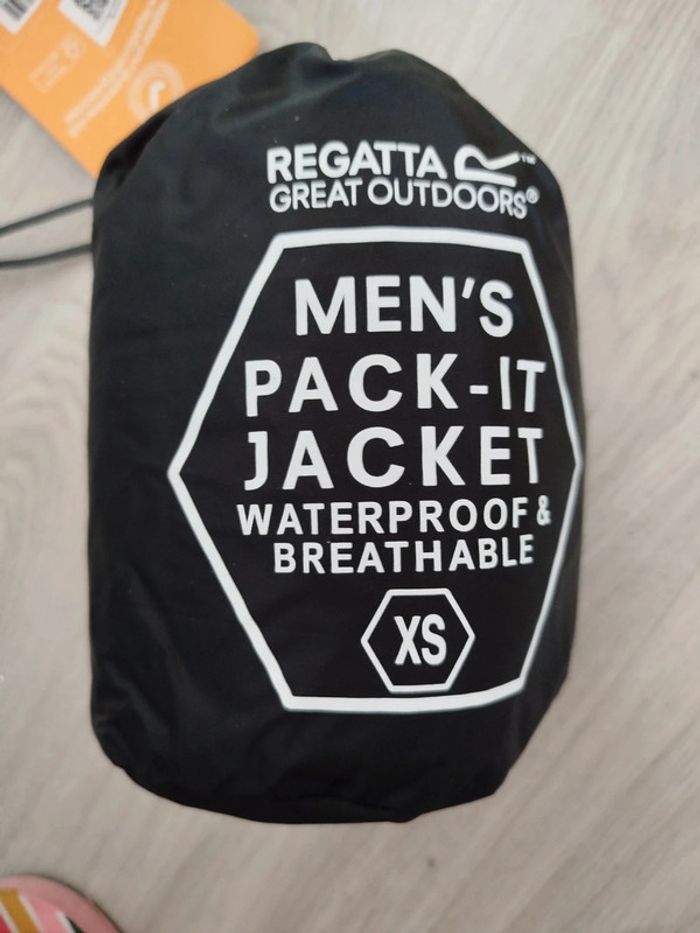 REGATTA
GREAT OUTDOORS®
MEN'S
PACK-IT
JACKET
WATERPROOF &
BREATHABLE
XS